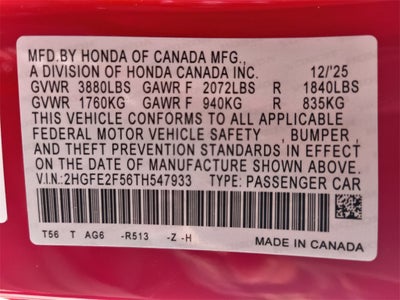 MFD.BY HONDA OF CANADA MFG.,
A DIVISION OF HONDA CANADA INC. 12/'25
GVWR 3880LBS GAWR F 2072LBS R 1840LBS
GVWR 1760KG GAWR F 940KG R 835KG
THIS VEHICLE CONFORMS TO ALL APPLICABLE
FEDERAL MOTOR VEHICLE SAFETY , BUMPER ,
AND THEFT PREVENTION STANDARDS
IN EFFECT ON THE DATE OF MANUFACTURE SHOWN ABOVE.
V.I.N.: 2HGFE2F56TH547933 TYPE: PASSENGER CAR
T56 T AG6 -R513 -Z -H
MADE IN CANADA